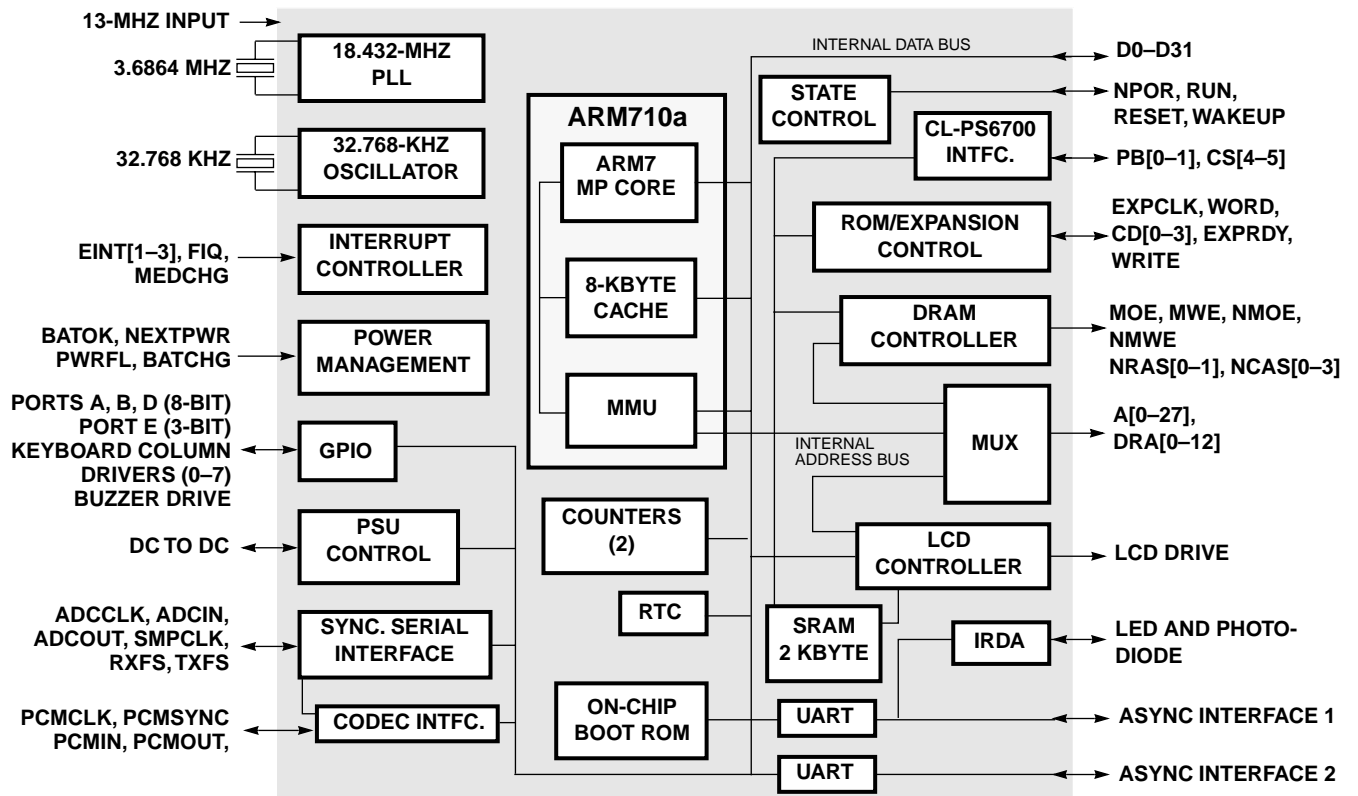 13-MHZ INPUT
3.6864 MHZ
18.432-MHZ
PLL
32.768 KHZ
32.768-KHZ
OSCILLATOR
EINT[1–3], FIQ,
MEDCHG
INTERRUPT
CONTROLLER
BATOK, NEXTPWR
PWRFL, BATCHG
POWER
MANAGEMENT
PORTS A, B, D (8-BIT)
PORT E (3-BIT)
KEYBOARD COLUMN
DRIVERS (0–7)
BUZZER DRIVE
GPIO
DC TO DC
PSU
CONTROL
ADCCLK, ADCIN,
ADCOUT, SMPCLK,
RXFS, TXFS
SYNC. SERIAL
INTERFACE
PCMCLK, PCMSYNC
PCMIN, PCMOUT,
CODEC INTFC.
ARM710a
ARM7
MP CORE
8-KBYTE
CACHE
MMU
COUNTERS
(2)
RTC
ON-CHIP
BOOT ROM
INTERNAL DATA BUS
D0–D31
STATE
CONTROL
NPOR, RUN,
RESET, WAKEUP
CL-PS6700
INTFC.
PB[0–1], CS[4–5]
ROM/EXPANSION
CONTROL
EXPCLK, WORD,
CD[0–3], EXPRDY,
WRITE
DRAM
CONTROLLER
MOE, MWE, NMOE,
NMWE
NRAS[0–1], NCAS[0–3]
INTERNAL
ADDRESS BUS
MUX
A[0–27],
DRA[0–12]
LCD
CONTROLLER
LCD DRIVE
SRAM
2 KBYTE
IRDA
LED AND PHOTO-
DIODE
UART
ASYNC INTERFACE 1
UART
ASYNC INTERFACE 2